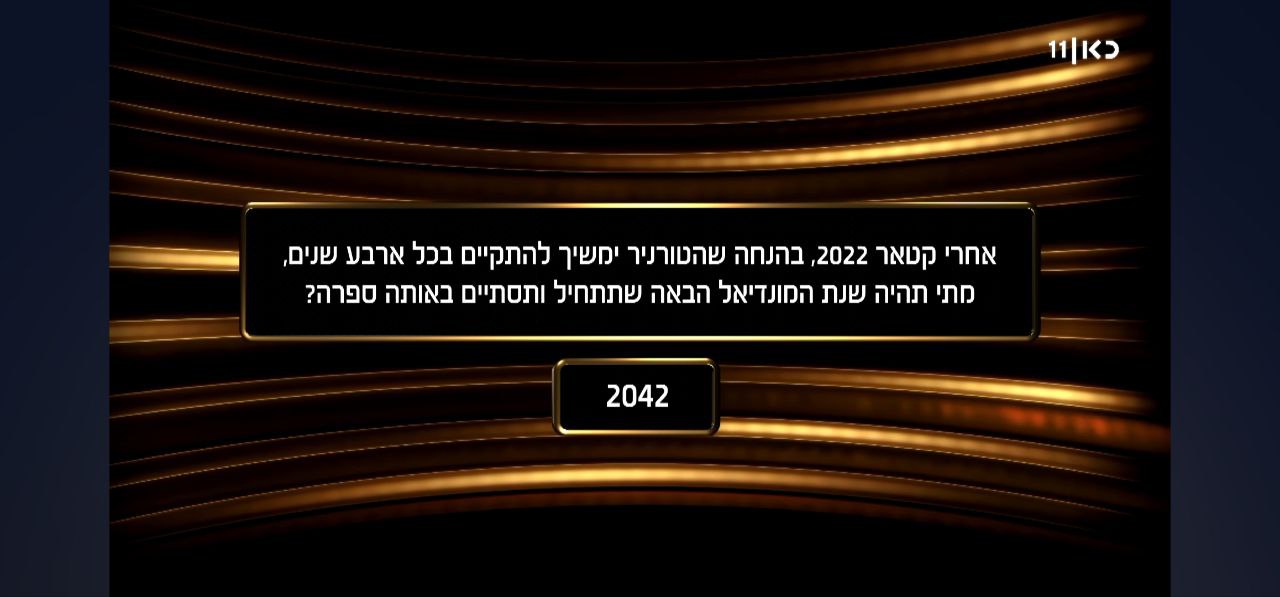 כאן|11
אחרי קטאר 2022, בהנחה שהטורניר ימשיך להתקיים בכל ארבע שנים,
מתי תהיה שנת המונדיאל הבאה שתתחיל ותסתיים באותה ספרה?
2042